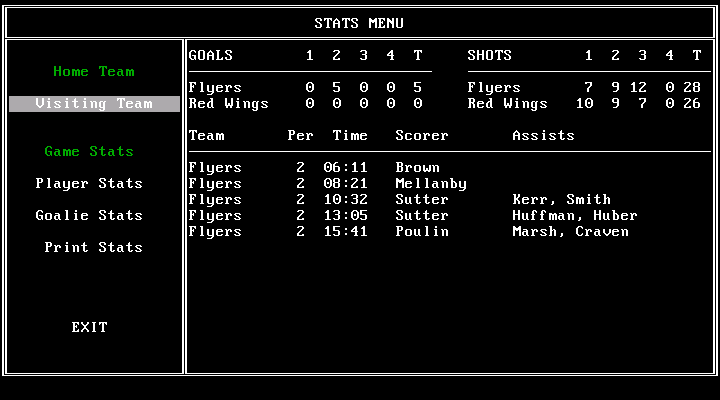 STATS MENU
Home Team
Visiting Team
Game Stats
Player Stats
Goalie Stats
Print Stats
EXIT
GOALS 1 2 3 4 T
Flyers 0 5 0 0 5
Red Wings 0 0 0 0 0
SHOTS 1 2 3 4 T
Flyers 7 9 12 0 28
Red Wings 10 9 7 0 26
Team Per Time Scorer Assists
Flyers 2 06:11 Brown
Flyers 2 08:21 Mellanby
Flyers 2 10:32 Sutter Kerr, Smith
Flyers 2 13:05 Sutter Huffman, Huber
Flyers 2 15:41 Poulin Marsh, Craven